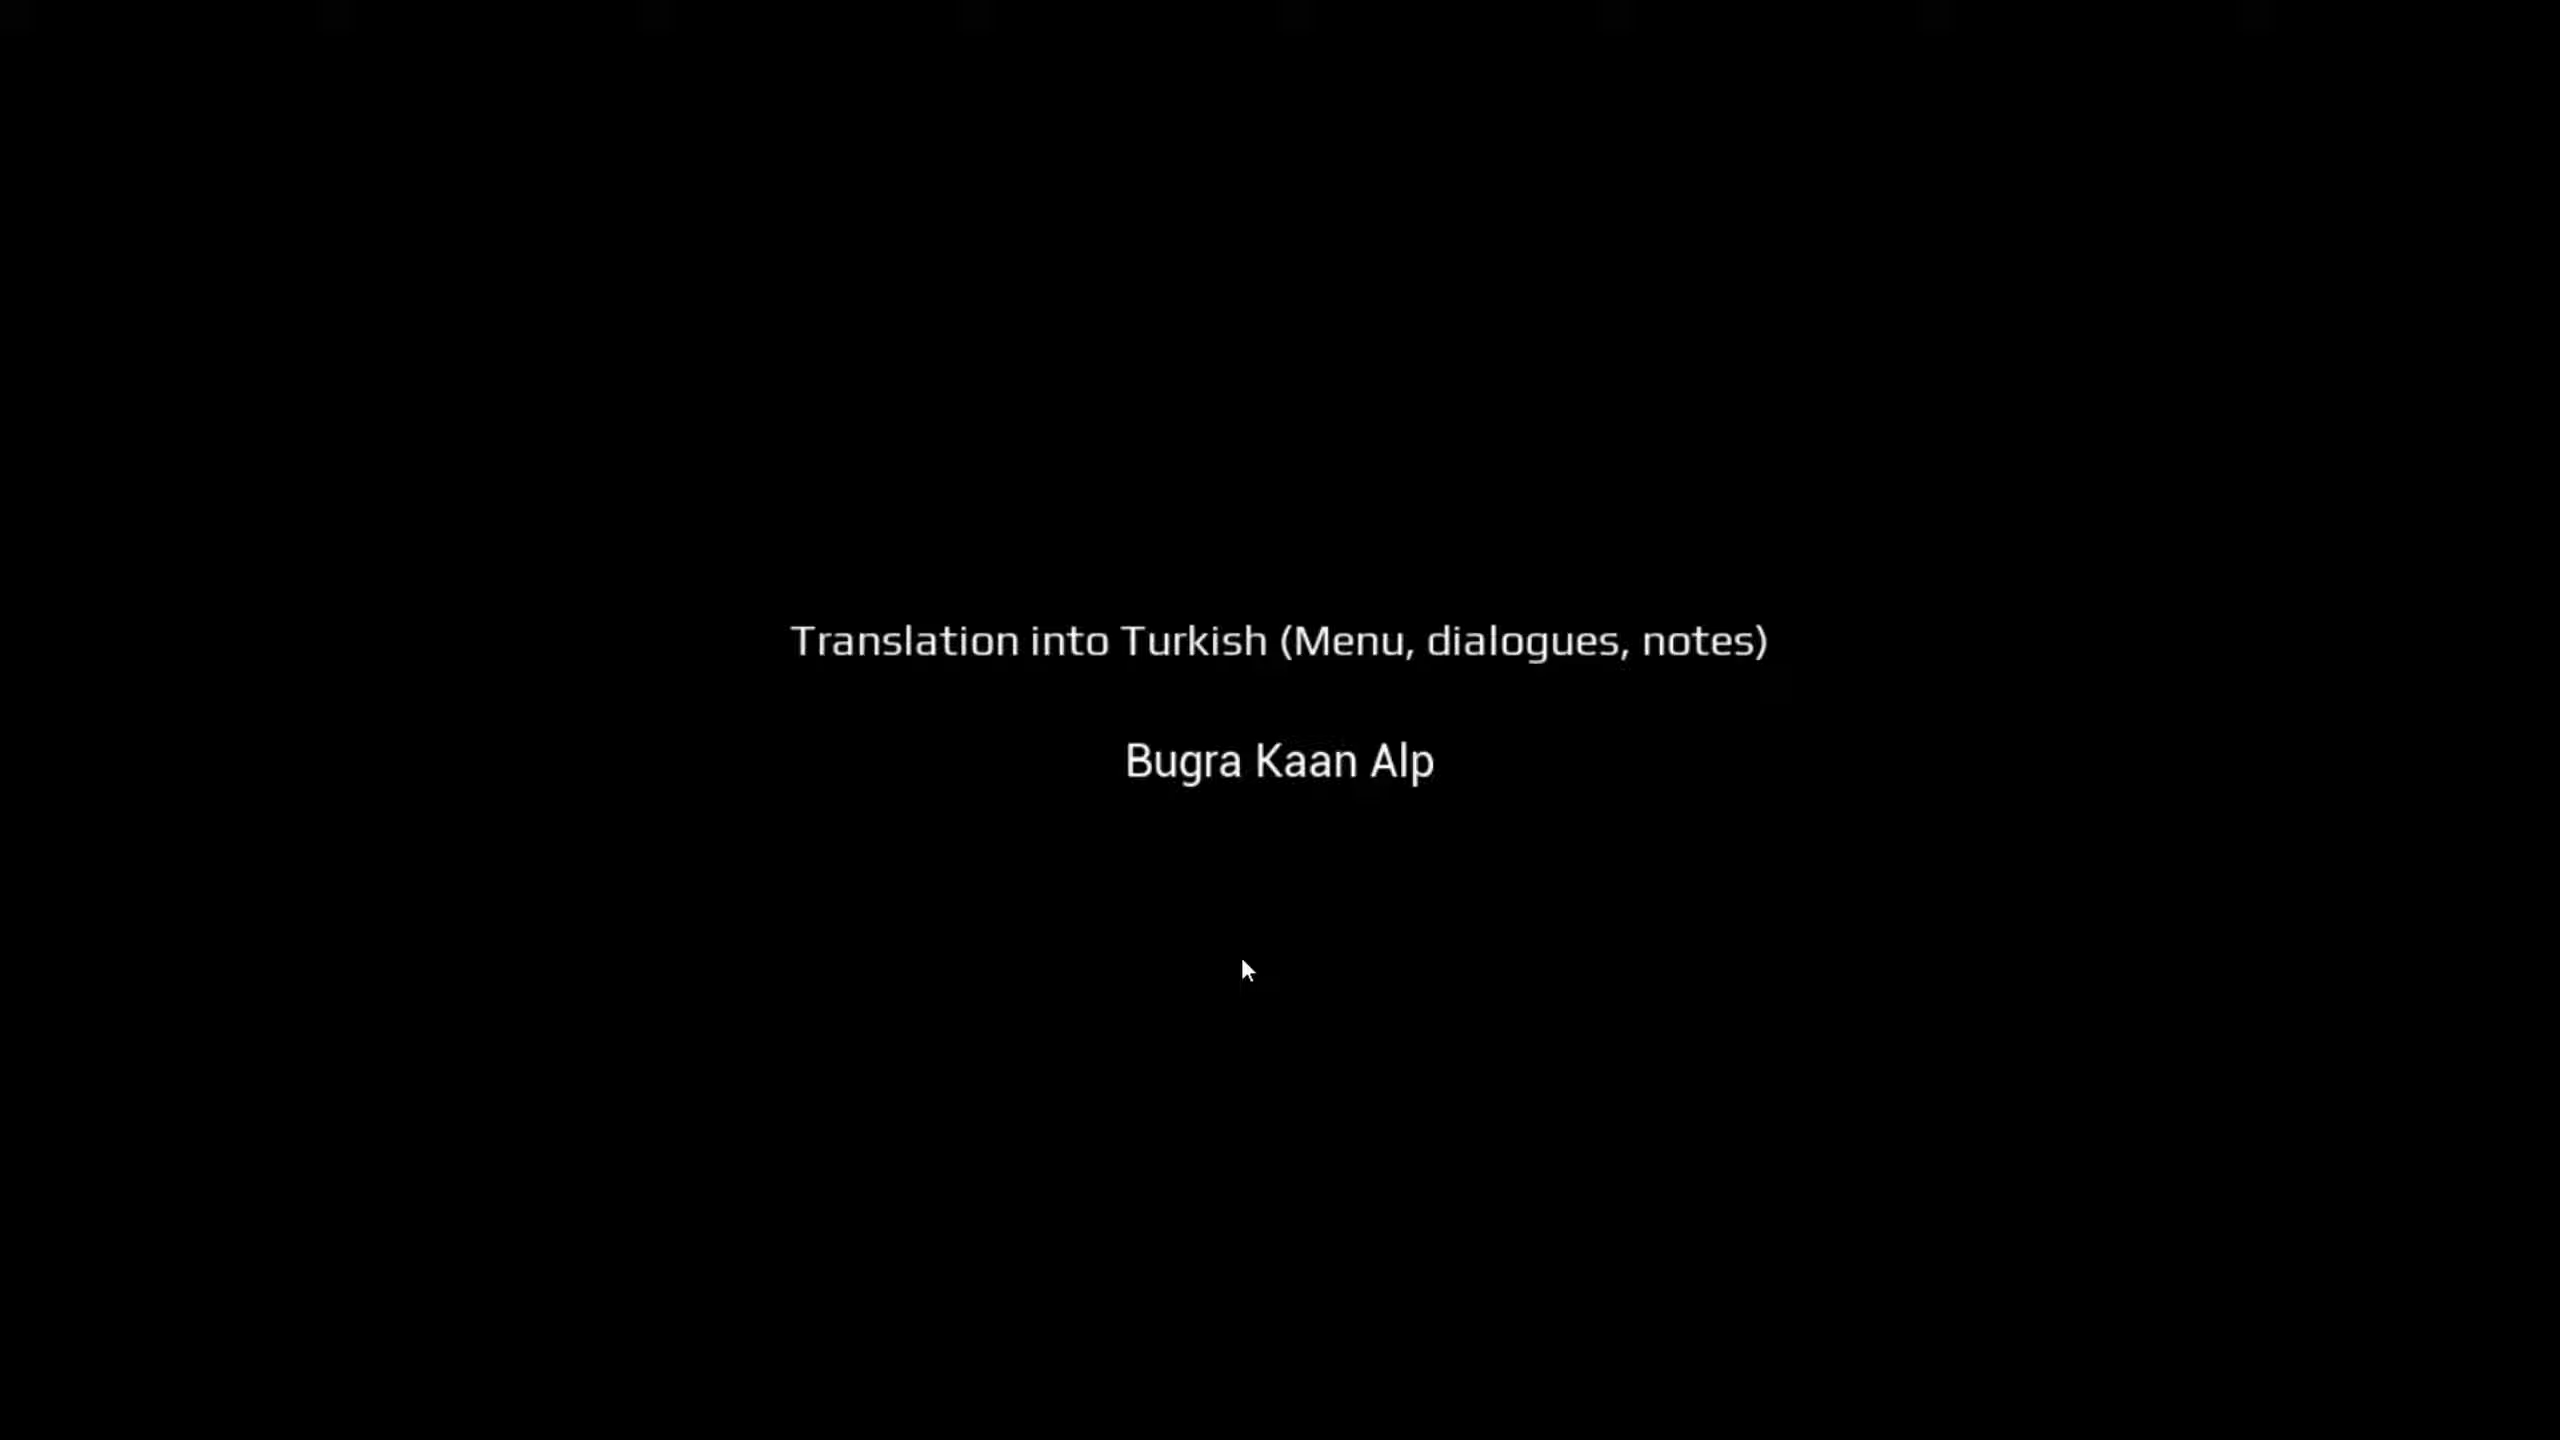 Translation into Turkish (Menu, dialogues, notes)
Bugra Kaan Alp